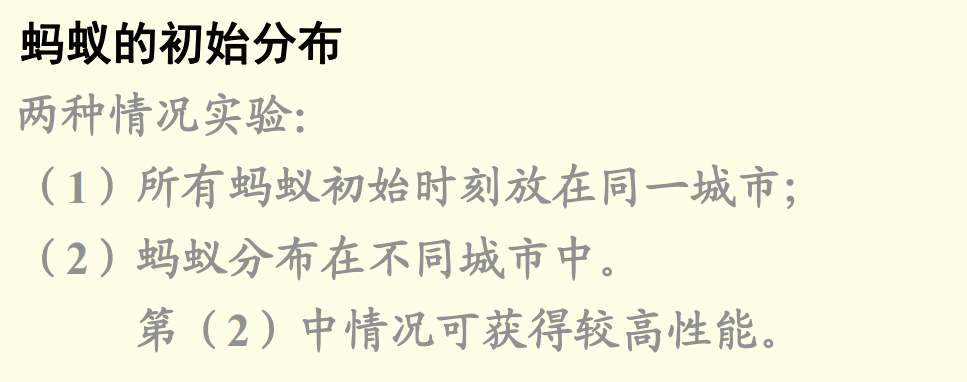 蚂蚁的初始分布
两种情况实验:
（1）所有蚂蚁初始时刻放在同一城市;
（2）蚂蚁分布在不同城市中。
第（2）中情况可获得较高性能。